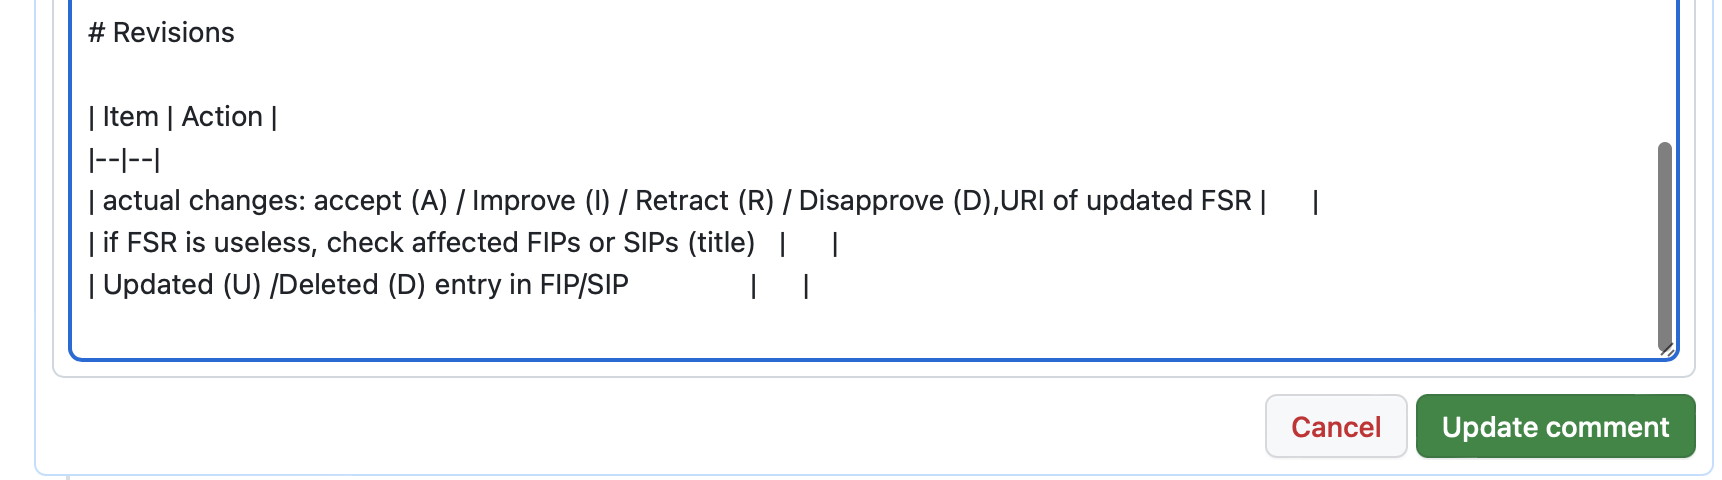 # Revisions
| Item | Action |
|--|--|
| actual changes: accept (A) / Improve (I) / Retract (R) / Disapprove (D),URI of updated FSR |      |
| if FSR is useless, check affected FIPs or SIPs (title)   |      |
| Updated (U) /Deleted (D) entry in FIP/SIP                |      |
Cancel
Update comment